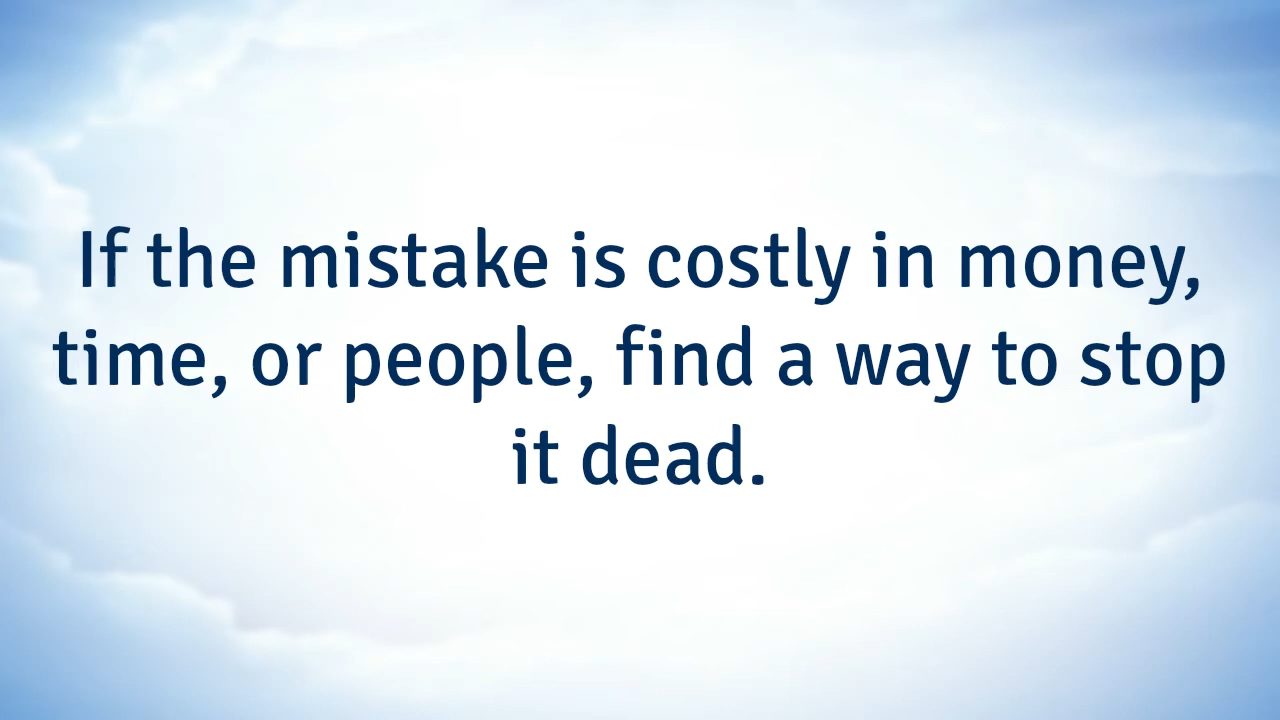 If the mistake is costly in money,
time, or people, find a way to stop
it dead.